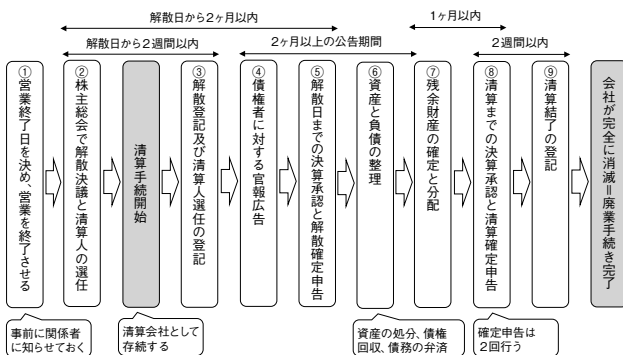 解散日から２ヶ月以内
解散日から２週間以内
２ヶ月以上の公告期間
１ヶ月以内
２週間以内
①営業終了日を決め、営業を終了させる
②株主総会で解散決議と清算人の選任
清算手続開始
③解散登記及び清算人選任の登記
④債権者に対する官報広告
⑤解散日までの決算承認と解散確定申告
⑥資産と負債の整理
⑦残余財産の確定と分配
⑧清算までの決算承認と清算確定申告
⑨清算結了の登記
会社が完全に消滅＝廃業手続き完了
事前に関係者
に知らせておく
清算会社として
存続する
資産の処分、債権
回収、債務の弁済
確定申告は
２回行う